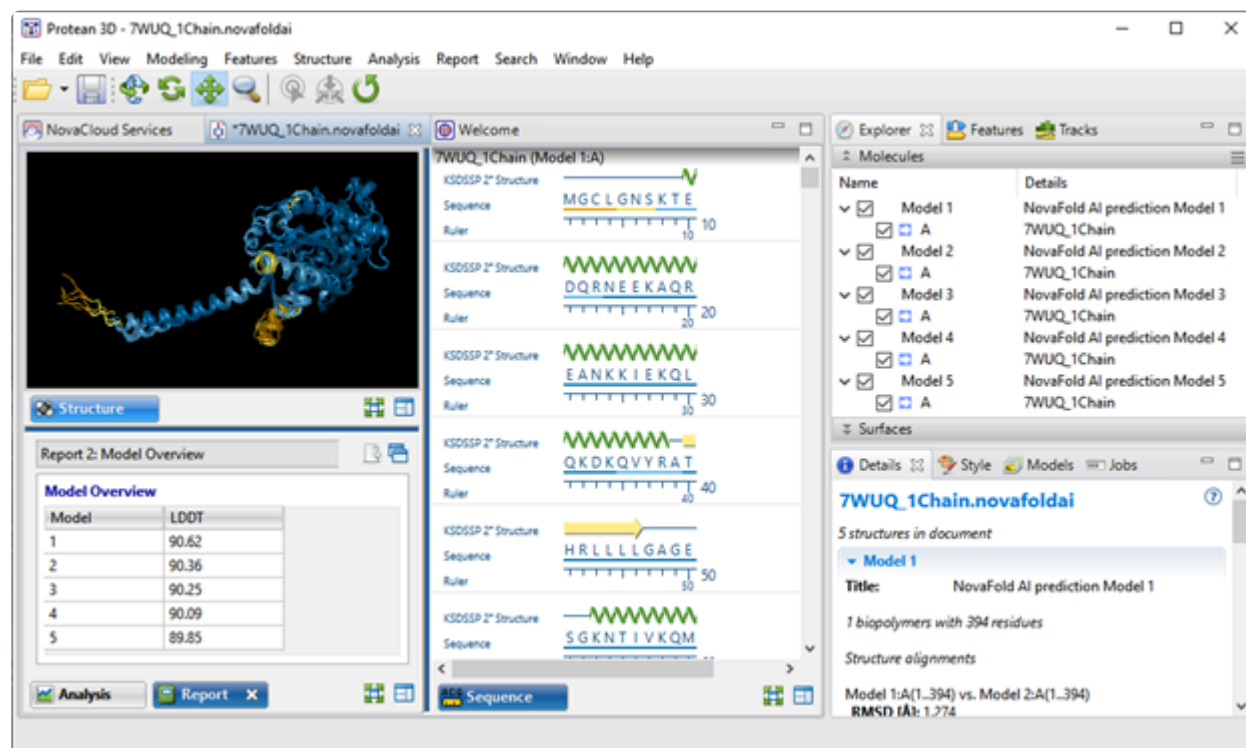 Protean 3D - 7WUQ_1Chain.novafoldai
File Edit View Modeling Features Structure Analysis Report Search Window Help
NovaCloud Services
*7WUQ_1Chain.novafoldai
Structure
Report 2: Model Overview
Model Overview
Model LDDT
1 90.62
2 90.36
3 90.25
4 90.09
5 89.85
Analysis
Report
Welcome
7WUQ_1Chain (Model 1:A)
KSDSSP 2° Structure
Sequence MGCLGNSKTE
Ruler 10
10
KSDSSP 2° Structure
Sequence DQRNEEKAQR
Ruler 20
20
KSDSSP 2° Structure
Sequence EANKKIEKQL
Ruler 30
30
KSDSSP 2° Structure
Sequence QKDKQVYRAT
Ruler 40
40
KSDSSP 2° Structure
Sequence HRLLLLGAGE
Ruler 50
50
KSDSSP 2° Structure
Sequence SGKNTIVKQM
Sequence
Explorer Features Tracks
Molecules
Name Details
Model 1 NovaFold AI prediction Model 1
A 7WUQ_1Chain
Model 2 NovaFold AI prediction Model 2
A 7WUQ_1Chain
Model 3 NovaFold AI prediction Model 3
A 7WUQ_1Chain
Model 4 NovaFold AI prediction Model 4
A 7WUQ_1Chain
Model 5 NovaFold AI prediction Model 5
A 7WUQ_1Chain
Surfaces
Details Style Models Jobs
7WUQ_1Chain.novafoldai
5 structures in document
Model 1
Title: NovaFold AI prediction Model 1
1 biopolymers with 394 residues
Structure alignments
Model 1:A(1..394) vs. Model 2:A(1..394)
RMSD [Å]: 1.274